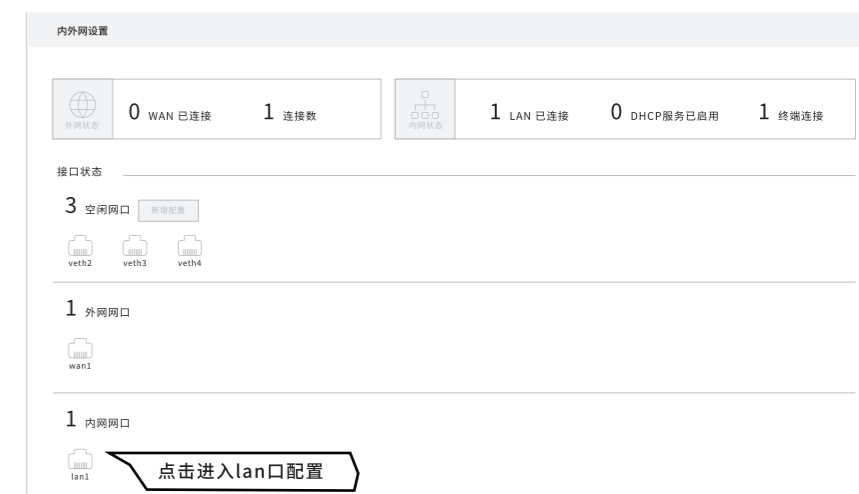 内外网设置
外网状态
0 WAN 已连接 1 连接数
内网状态
1 LAN 已连接 0 DHCP服务已启用 1 终端连接
接口状态
3 空闲网口 新增配置
veth2 veth3 veth4
1 外网网口
wan1
1 内网网口
lan1
点击进入lan口配置